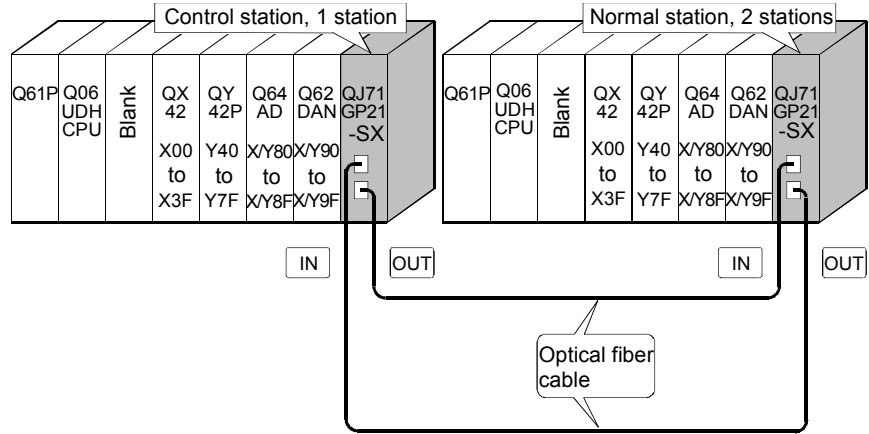 Control station, 1 station
Normal station, 2 stations
Q61P
Q06
UDH
CPU
Blank
QX
42
X00
to
X3F
QY
42P
Y40
to
Y7F
Q64
AD
X/Y80
to
X/Y8F
Q62
DAN
X/Y90
to
X/Y9F
QJ71
GP21
-SX
Q61P
Q06
UDH
CPU
Blank
QX
42
X00
to
X3F
QY
42P
Y40
to
Y7F
Q64
AD
X/Y80
to
X/Y8F
Q62
DAN
X/Y90
to
X/Y9F
QJ71
GP21
-SX
IN
OUT
IN
OUT
Optical fiber
cable